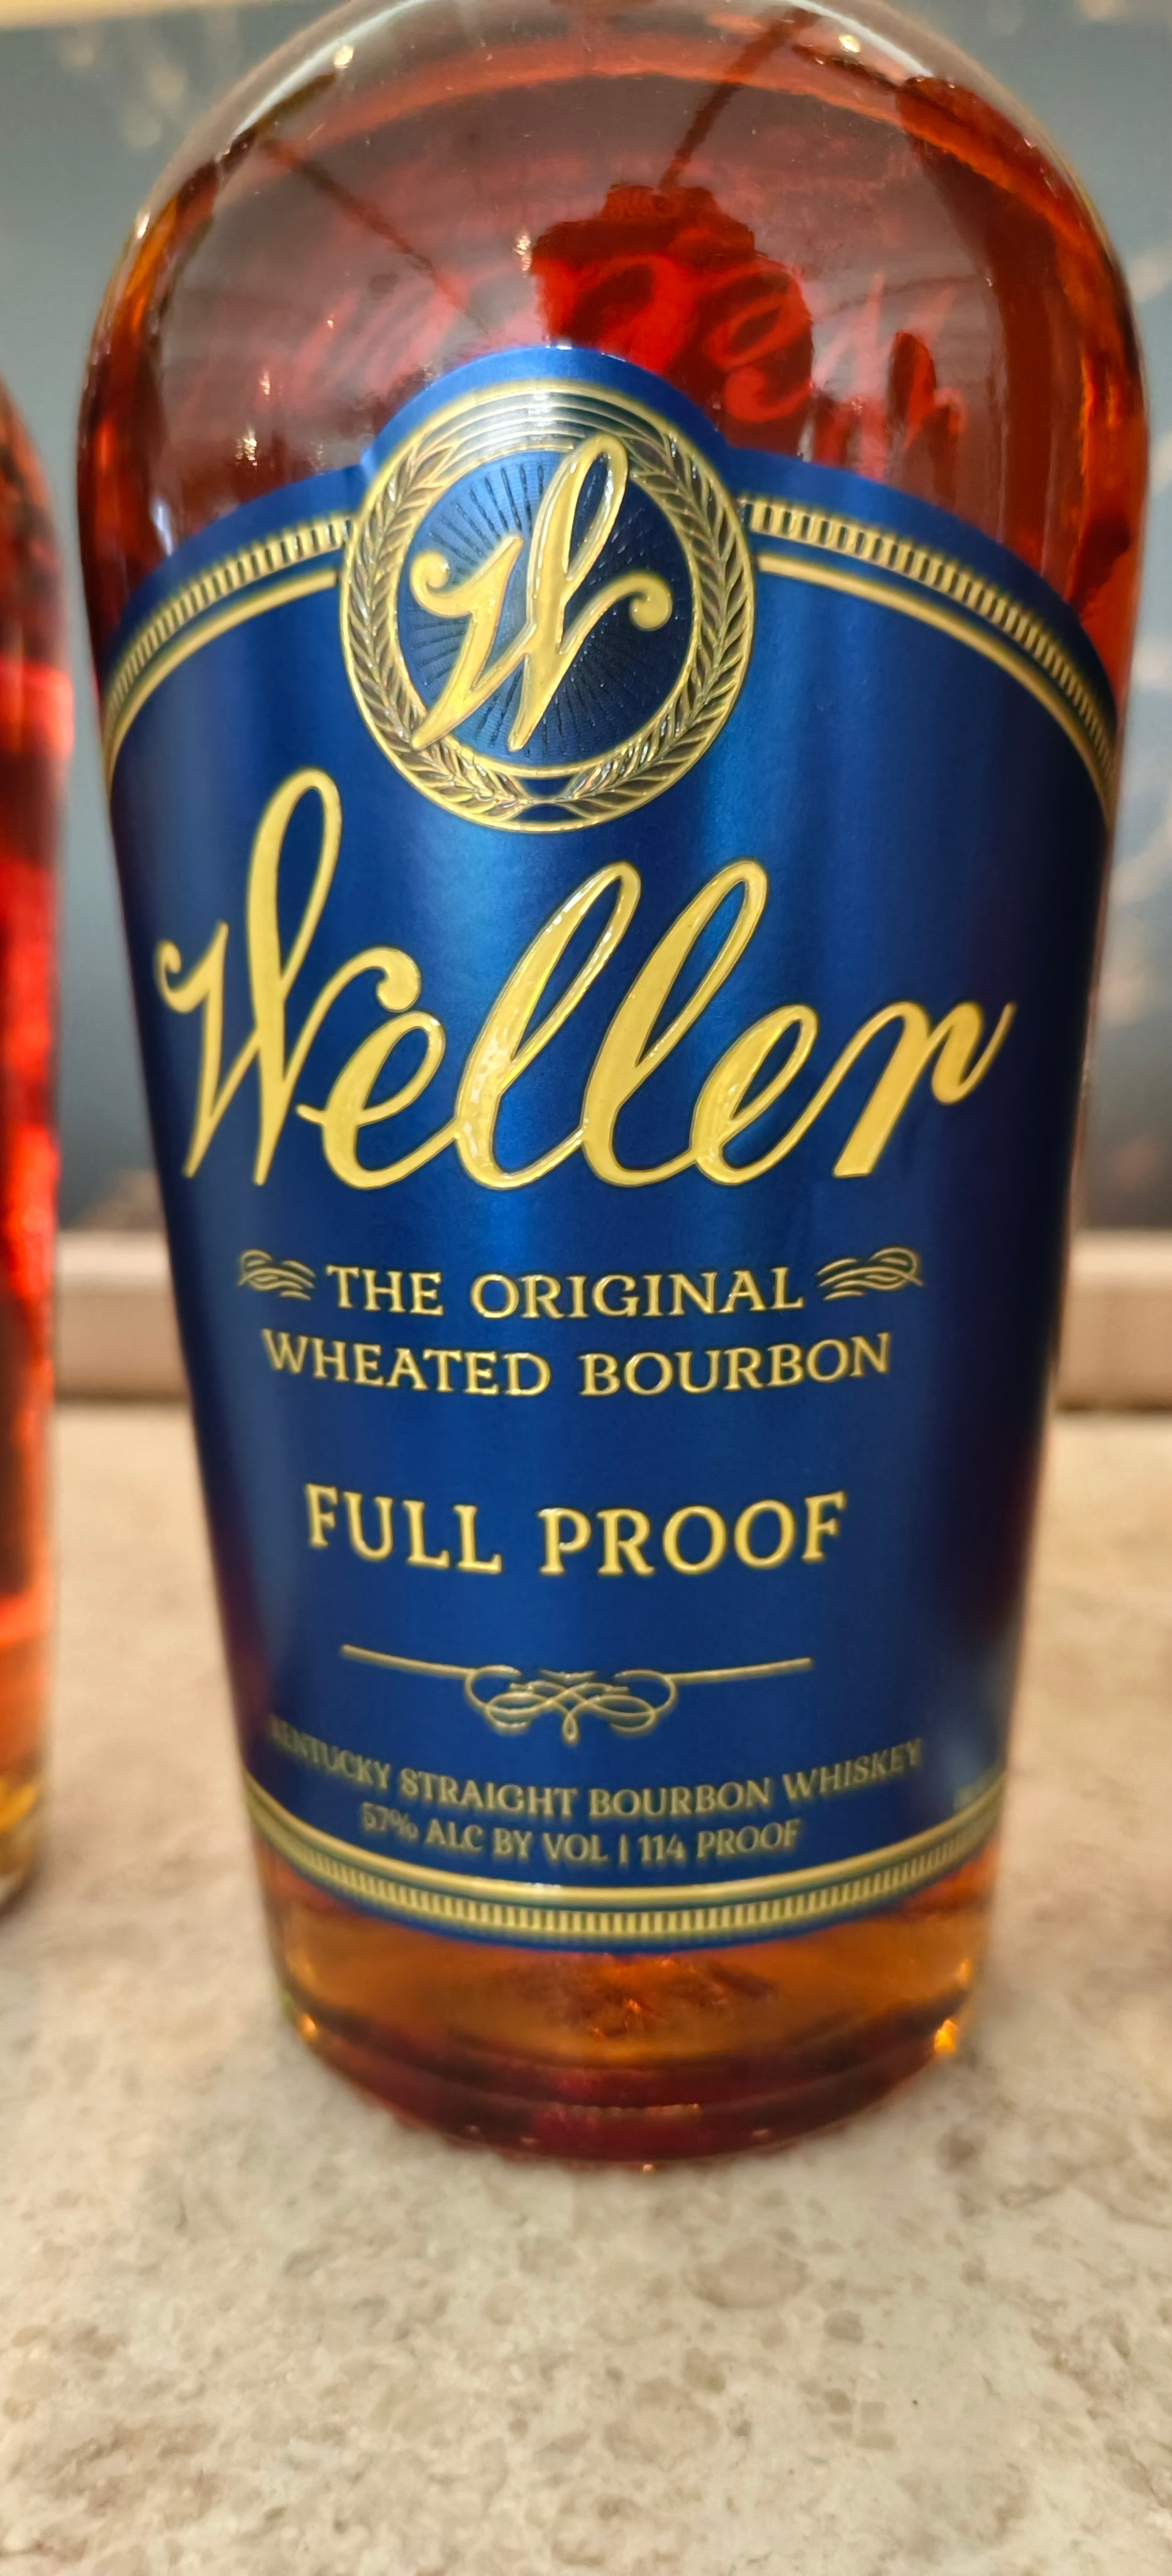 W
Weller
THE ORIGINAL
WHEATED BOURBON
FULL PROOF
KENTUCKY STRAIGHT BOURBON WHISKEY
57% ALC BY VOL | 114 PROOF